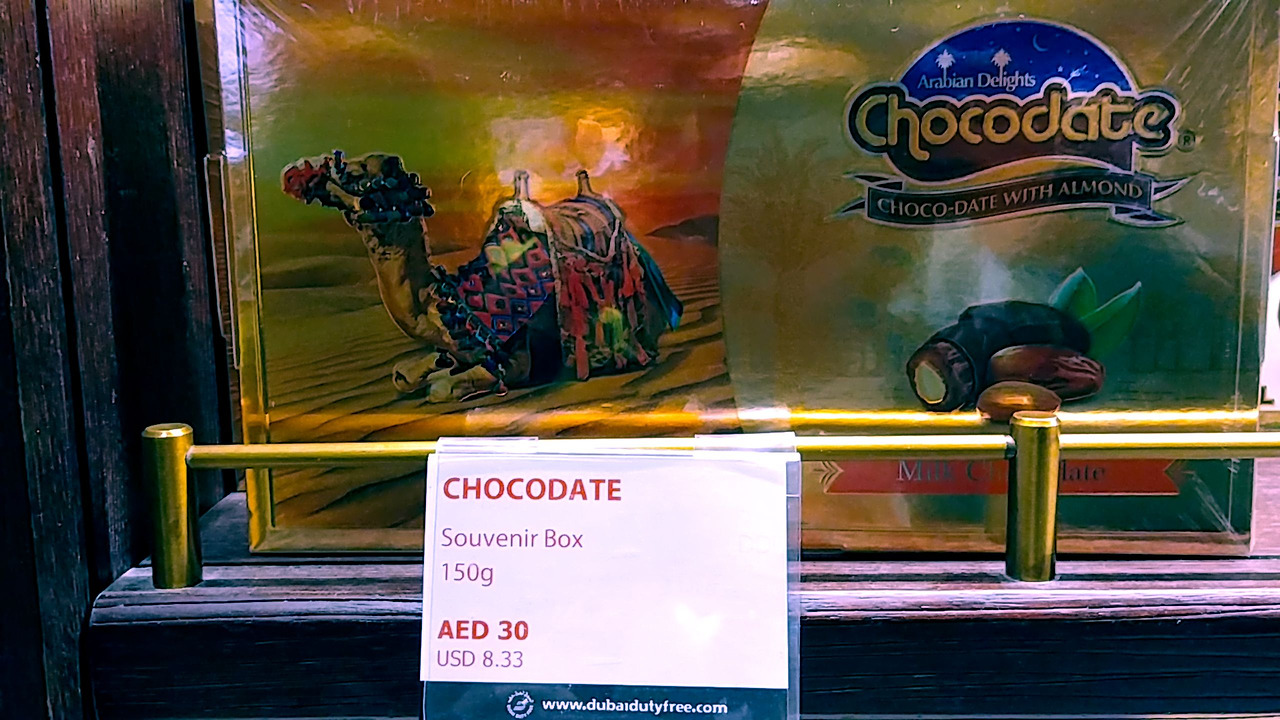 Arabian Delights
Chocodate
®
CHOCO-DATE WITH ALMOND
CHOCODATE
Souvenir Box
150g
AED 30
USD 8.33
www.dubaidutyfree.com